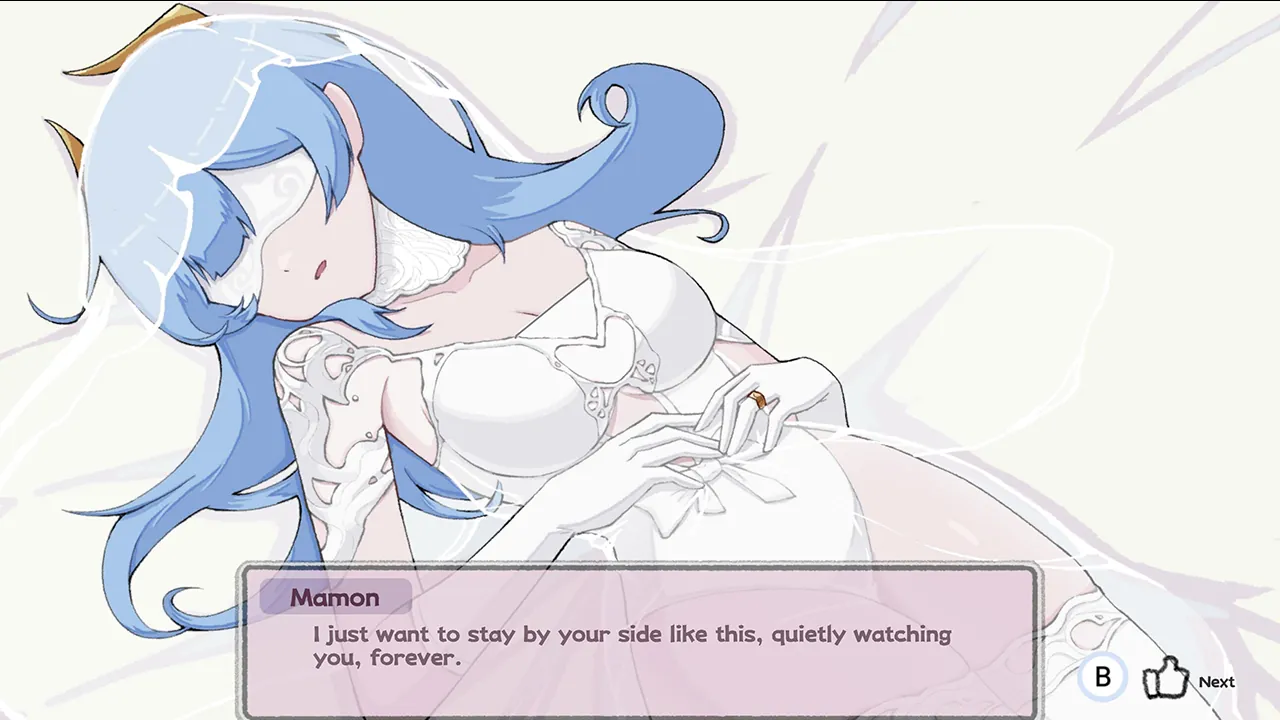 Mamon
I just want to stay by your side like this, quietly watching
you, forever.
B
Next